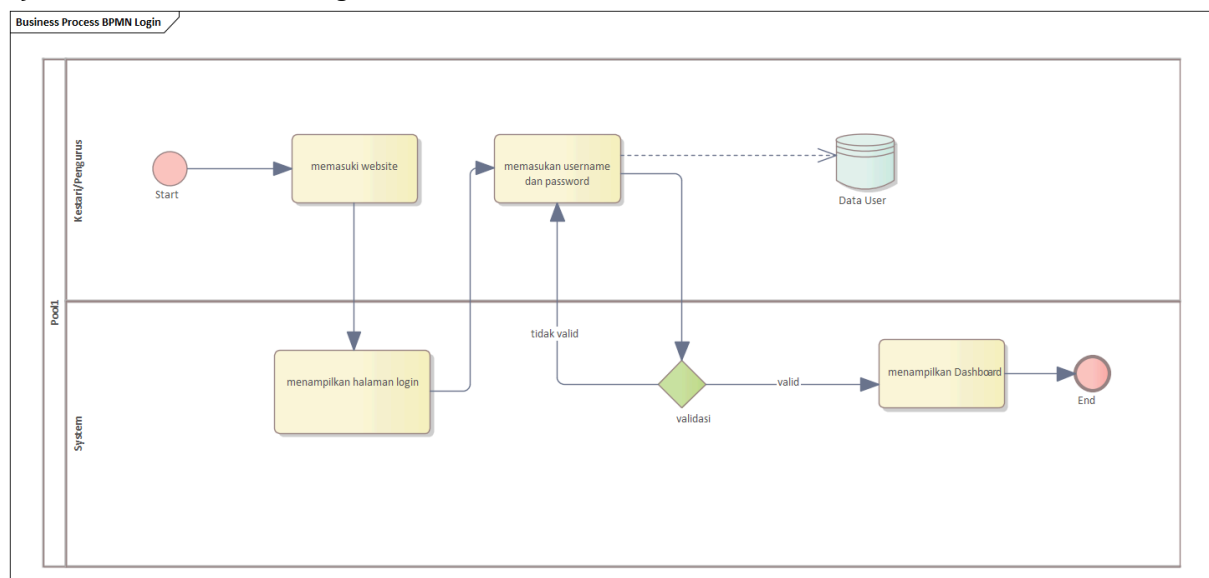 Business Process BPMN Login
Pool1
Kestari/Pengurus
Start
memasuki website
memasukan username
dan password
Data User
System
menampilkan halaman login
tidak valid
validasi
valid
menampilkan Dashboard
End